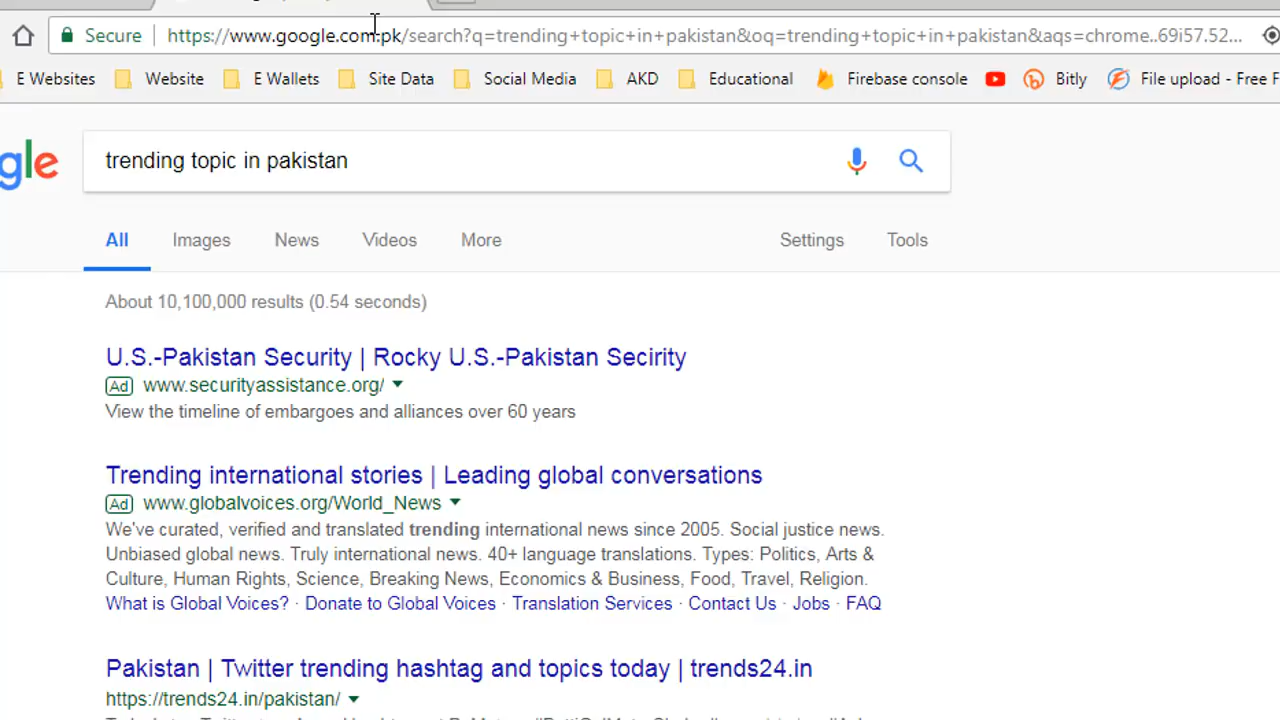 Secure https://www.google.com.pk/search?q=trending+topic+in+pakistan&oq=trending+topic+in+pakistan&aqs=chrome..69i57.52...
E Websites Website E Wallets Site Data Social Media AKD Educational Firebase console Bitly File upload - Free F
gle trending topic in pakistan
All Images News Videos More Settings Tools
About 10,100,000 results (0.54 seconds)
U.S.-Pakistan Security | Rocky U.S.-Pakistan Secirity
Ad www.securityassistance.org/
View the timeline of embargoes and alliances over 60 years
Trending international stories | Leading global conversations
Ad www.globalvoices.org/World_News
We've curated, verified and translated trending international news since 2005. Social justice news.
Unbiased global news. Truly international news. 40+ language translations. Types: Politics, Arts &
Culture, Human Rights, Science, Breaking News, Economics & Business, Food, Travel, Religion.
What is Global Voices? · Donate to Global Voices · Translation Services · Contact Us · Jobs · FAQ
Pakistan | Twitter trending hashtag and topics today | trends24.in
https://trends24.in/pakistan/